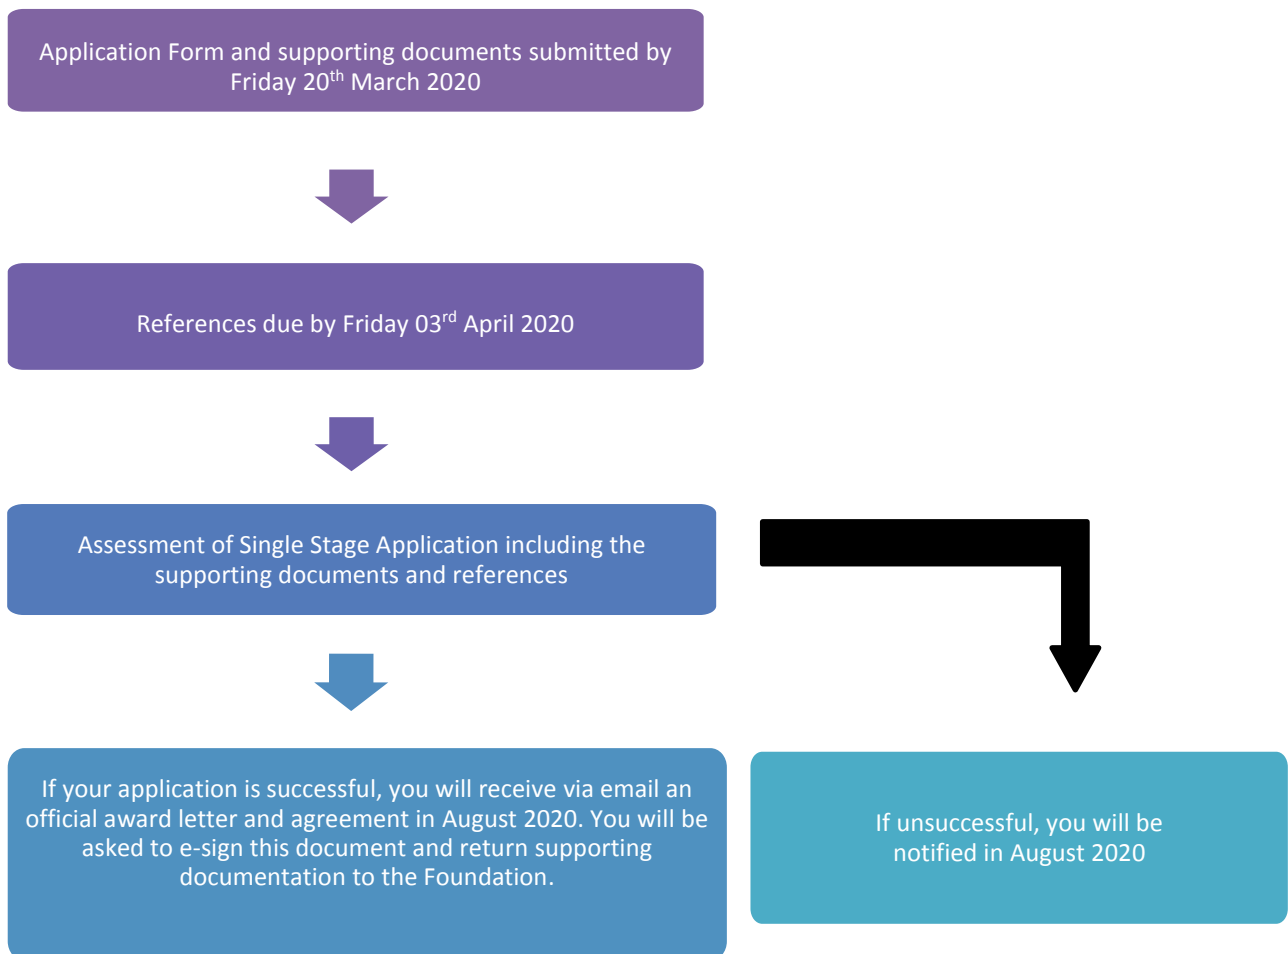 Application Form and supporting documents submitted by
Friday 20th March 2020
References due by Friday 03rd April 2020
Assessment of Single Stage Application including the
supporting documents and references
If your application is successful, you will receive via email an
official award letter and agreement in August 2020. You will be
asked to e-sign this document and return supporting
documentation to the Foundation.
If unsuccessful, you will be
notified in August 2020